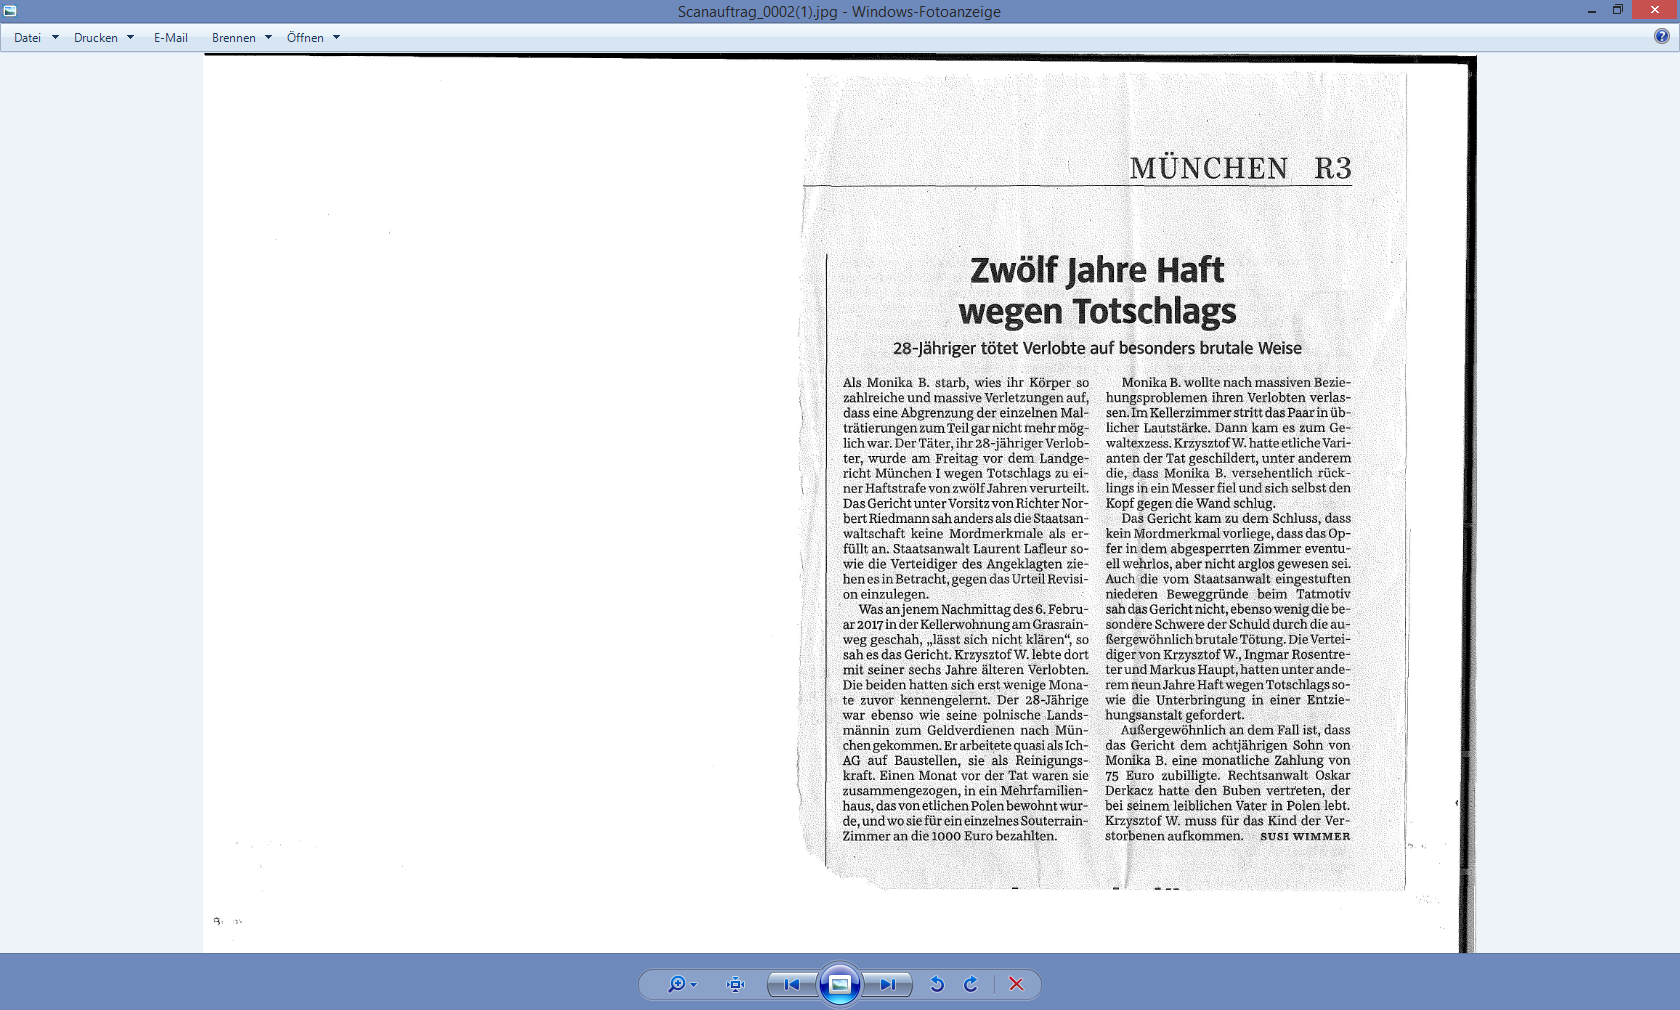 Scanauftrag_0002(1).jpg - Windows-Fotoanzeige
Datei Drucken E-Mail Brennen Öffnen
MÜNCHEN R3
Zwölf Jahre Haft
wegen Totschlags
28-Jähriger tötet Verlobte auf besonders brutale Weise
Als Monika B. starb, wies ihr Körper so
zahlreiche und massive Verletzungen auf,
dass eine Abgrenzung der einzelnen Mal-
trätierungen zum Teil gar nicht mehr mög-
lich war. Der Täter, ihr 28-jähriger Verlob-
ter, wurde am Freitag vor dem Landge-
richt München I wegen Totschlags zu ei-
ner Haftstrafe von zwölf Jahren verurteilt.
Das Gericht unter Vorsitz von Richter Nor-
bert Riedmann sah anders als die Staatsan-
waltschaft keine Mordmerkmale als er-
füllt an. Staatsanwalt Laurent Lafleur so-
wie die Verteidiger des Angeklagten zie-
hen es in Betracht, gegen das Urteil Revisi-
on einzulegen.
Was an jenem Nachmittag des 6. Febru-
ar 2017 in der Kellerwohnung am Grasrain-
weg geschah, „lässt sich nicht klären“, so
sah es das Gericht. Krzysztof W. lebte dort
mit seiner sechs Jahre älteren Verlobten.
Die beiden hatten sich erst wenige Mona-
te zuvor kennengelernt. Der 28-Jährige
war ebenso wie seine polnische Lands-
männin zum Geldverdienen nach Mün-
chen gekommen. Er arbeitete quasi als Ich-
AG auf Baustellen, sie als Reinigungs-
kraft. Einen Monat vor der Tat waren sie
zusammengezogen, in ein Mehrfamilien-
haus, das von etlichen Polen bewohnt wur-
de, und wo sie für ein einzelnes Souterrain-
Zimmer an die 1000 Euro bezahlten.
Monika B. wollte nach massiven Bezie-
hungsproblemen ihren Verlobten verlas-
sen. Im Kellerzimmer stritt das Paar in üb-
licher Lautstärke. Dann kam es zum Ge-
waltexzess. Krzysztof W. hatte etliche Vari-
anten der Tat geschildert, unter anderem
die, dass Monika B. versehentlich rück-
lings in ein Messer fiel und sich selbst den
Kopf gegen die Wand schlug.
Das Gericht kam zu dem Schluss, dass
kein Mordmerkmal vorliege, dass das Op-
fer in dem abgesperrten Zimmer eventu-
ell wehrlos, aber nicht arglos gewesen sei.
Auch die vom Staatsanwalt eingestuften
niederen Beweggründe beim Tatmotiv
sah das Gericht nicht, ebenso wenig die be-
sondere Schwere der Schuld durch die au-
ßergewöhnlich brutale Tötung. Die Vertei-
diger von Krzysztof W., Ingmar Rosentre-
ter und Markus Haupt, hatten unter ande-
rem neun Jahre Haft wegen Totschlags so-
wie die Unterbringung in einer Entzie-
hungsanstalt gefordert.
Außergewöhnlich an dem Fall ist, dass
das Gericht dem achtjährigen Sohn von
Monika B. eine monatliche Zahlung von
75 Euro zubilligte. Rechtsanwalt Oskar
Derkacz hatte den Buben vertreten, der
bei seinem leiblichen Vater in Polen lebt.
Krzysztof W. muss für das Kind der Ver-
storbenen aufkommen. SUSI WIMMER